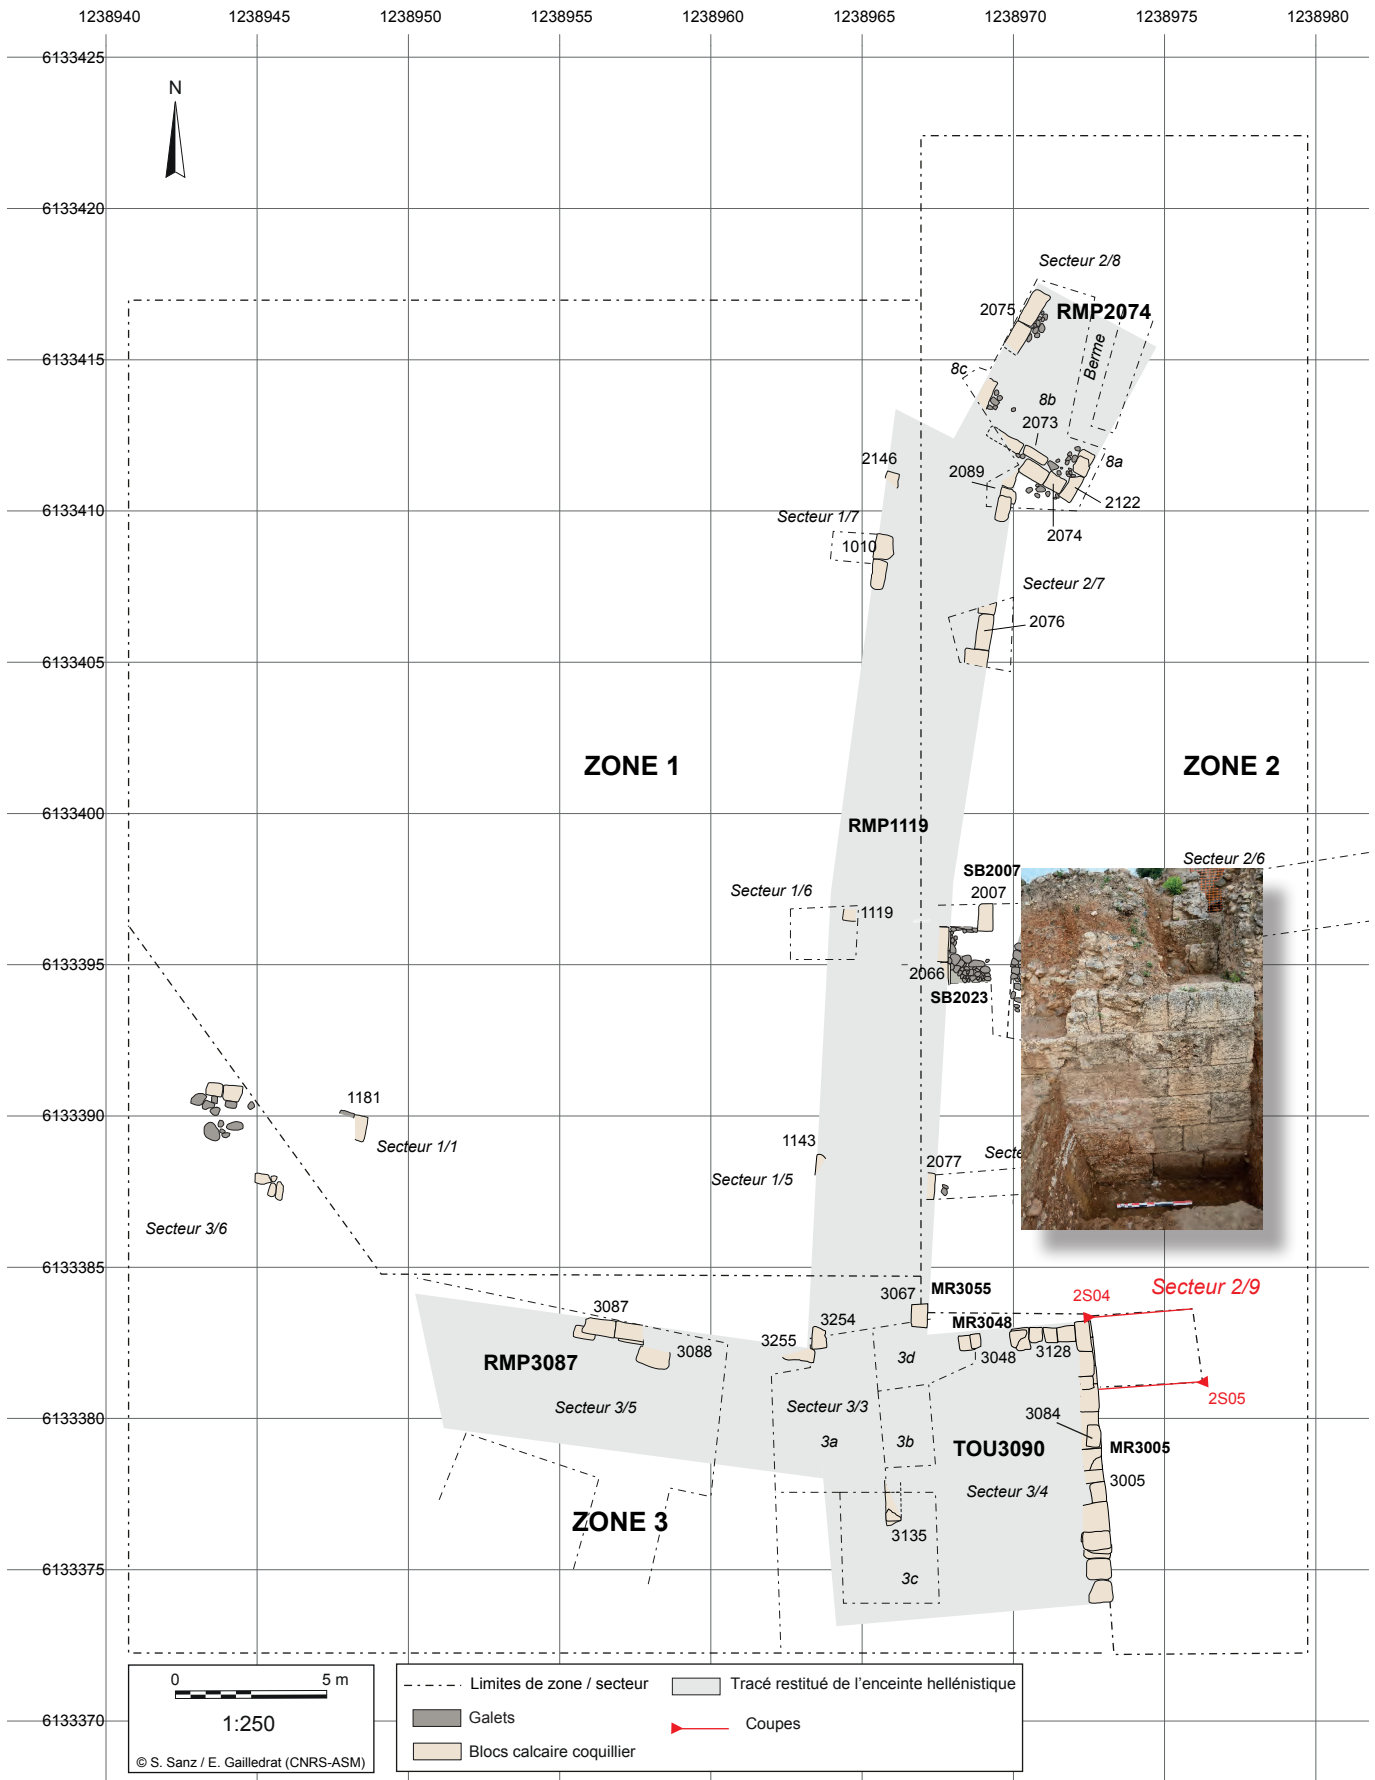 1238940 1238945 1238950 1238955 1238960 1238965 1238970 1238975 1238980
6133425
N
6133420
Secteur 2/8
2075
RMP2074
6133415
8c
Berme
8b
2073
2146
2089
8a
2122
6133410
Secteur 1/7
1010
2074
Secteur 2/7
2076
6133405
ZONE 1
ZONE 2
6133400
RMP1119
Secteur 2/6
SB2007
2007
Secteur 1/6
1119
6133395
2066
SB2023
1181
6133390
Secteur 1/1
1143
Secteur 1/5
2077
Secte
Secteur 3/6
6133385
3067
MR3055
2S04
Secteur 2/9
3087
3254
MR3048
3255
3088
3d
3048
3128
RMP3087
2S05
6133380
Secteur 3/5
Secteur 3/3
3084
3a
3b
TOU3090
MR3005
3005
Secteur 3/4
ZONE 3
3135
6133375
3c
0 5 m
1:250
© S. Sanz / E. Gailledrat (CNRS-ASM)
Limites de zone / secteur
Tracé restitué de l'enceinte hellénistique
Galets
Coupes
Blocs calcaire coquillier
6133370